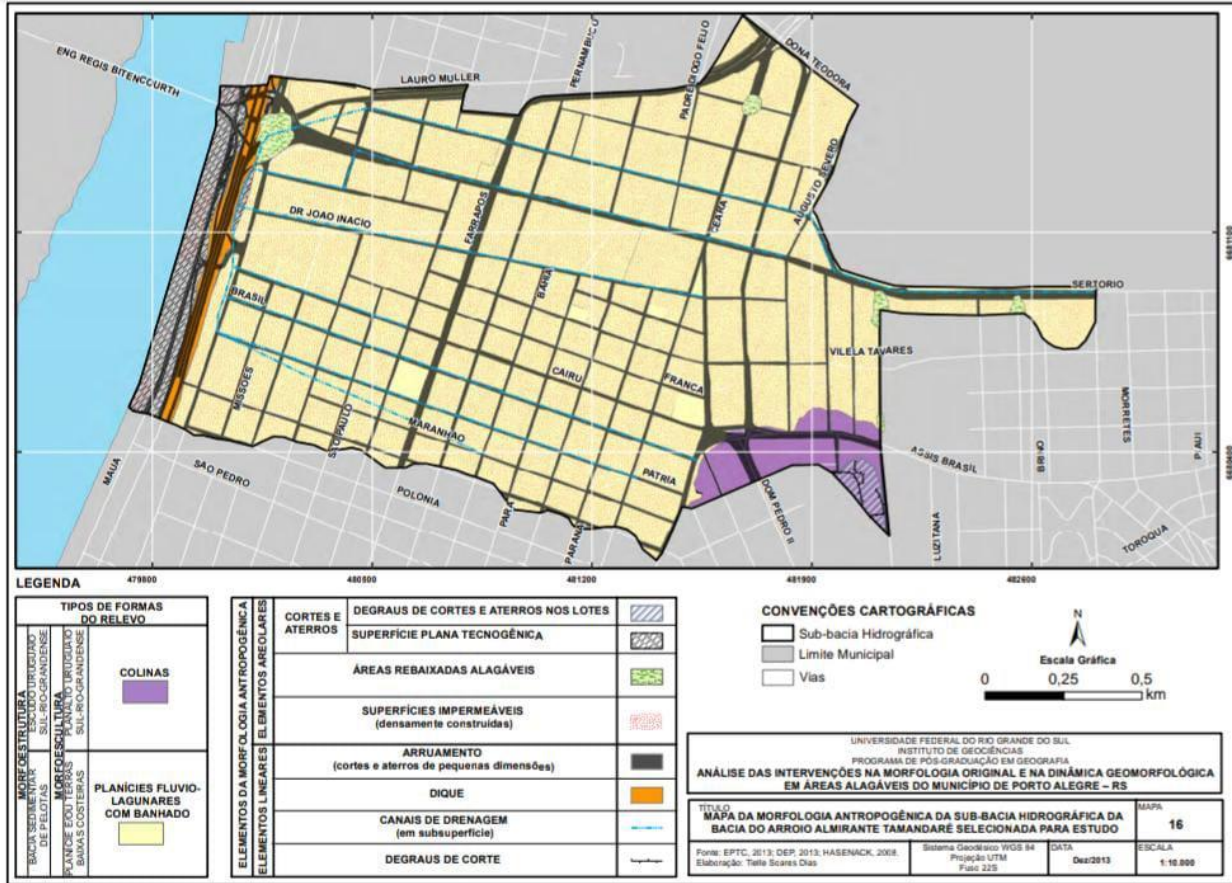 ENG REGIS BITENCCURTH
LAURO MULLER
PERNAMBUCO
PADRE DIOGO FEIJO
DONA TEODORA
AUGUSTO SEVERO
DR JOAO INACIO
FARRAPOS
CEARA
BAHIA
SERTORIO
BRASIL
VILELA TAVARES
MISSOES
CAIRU
FRANCA
SAO PAULO
MARANHAO
PATRIA
ASSIS BRASIL
MORRETES
PIAUI
MAUA
SAO PEDRO
POLONIA
PARA
PARANA
DOM PEDRO II
LUZITANA
TOROQUA
6681100
479800
480500
481200
481900
482600
LEGENDA
TIPOS DE FORMAS
DO RELEVO
MORFOESTRUTURA
ESCUDO URUGUAIO
SUL-RIO-GRANDENSE
MORFOESCULTURA
PLANALTO URUGUAIO
SUL-RIO-GRANDENSE
COLINAS
BACIA SEDIMENTAR
DE PELOTAS
PLANÍCIE E/OU TERRAS
BAIXAS COSTEIRAS
PLANÍCIES FLUVIO-
LAGUNARES
COM BANHADO
ELEMENTOS DA MORFOLOGIA ANTROPOGÊNICA
ELEMENTOS AREOLARES
CORTES E
ATERROS
DEGRAUS DE CORTES E ATERROS NOS LOTES
SUPERFÍCIE PLANA TECNOGÊNICA
ÁREAS REBAIXADAS ALAGÁVEIS
SUPERFÍCIES IMPERMEÁVEIS
(densamente construídas)
ELEMENTOS LINEARES
ARRUAMENTO
(cortes e aterros de pequenas dimensões)
DIQUE
CANAIS DE DRENAGEM
(em subsuperfície)
DEGRAUS DE CORTE
CONVENÇÕES CARTOGRÁFICAS
Sub-bacia Hidrográfica
Limite Municipal
Vias
N
Escala Gráfica
0 0,25 0,5
km
UNIVERSIDADE FEDERAL DO RIO GRANDE DO SUL
INSTITUTO DE GEOCIÊNCIAS
PROGRAMA DE PÓS-GRADUAÇÃO EM GEOGRAFIA
ANÁLISE DAS INTERVENÇÕES NA MORFOLOGIA ORIGINAL E NA DINÂMICA GEOMORFOLÓGICA
EM ÁREAS ALAGÁVEIS DO MUNICÍPIO DE PORTO ALEGRE – RS
TÍTULO
MAPA DA MORFOLOGIA ANTROPOGÊNICA DA SUB-BACIA HIDROGRÁFICA DA
BACIA DO ARROIO ALMIRANTE TAMANDARÉ SELECIONADA PARA ESTUDO
MAPA
16
Fonte: EPTC, 2013; DEP, 2013; HASENACK, 2008.
Elaboração: Tielle Soares Dias
Sistema Geodésico WGS 84
Projeção UTM
Fuso 22S
DATA
Dez/2013
ESCALA
1:10.000